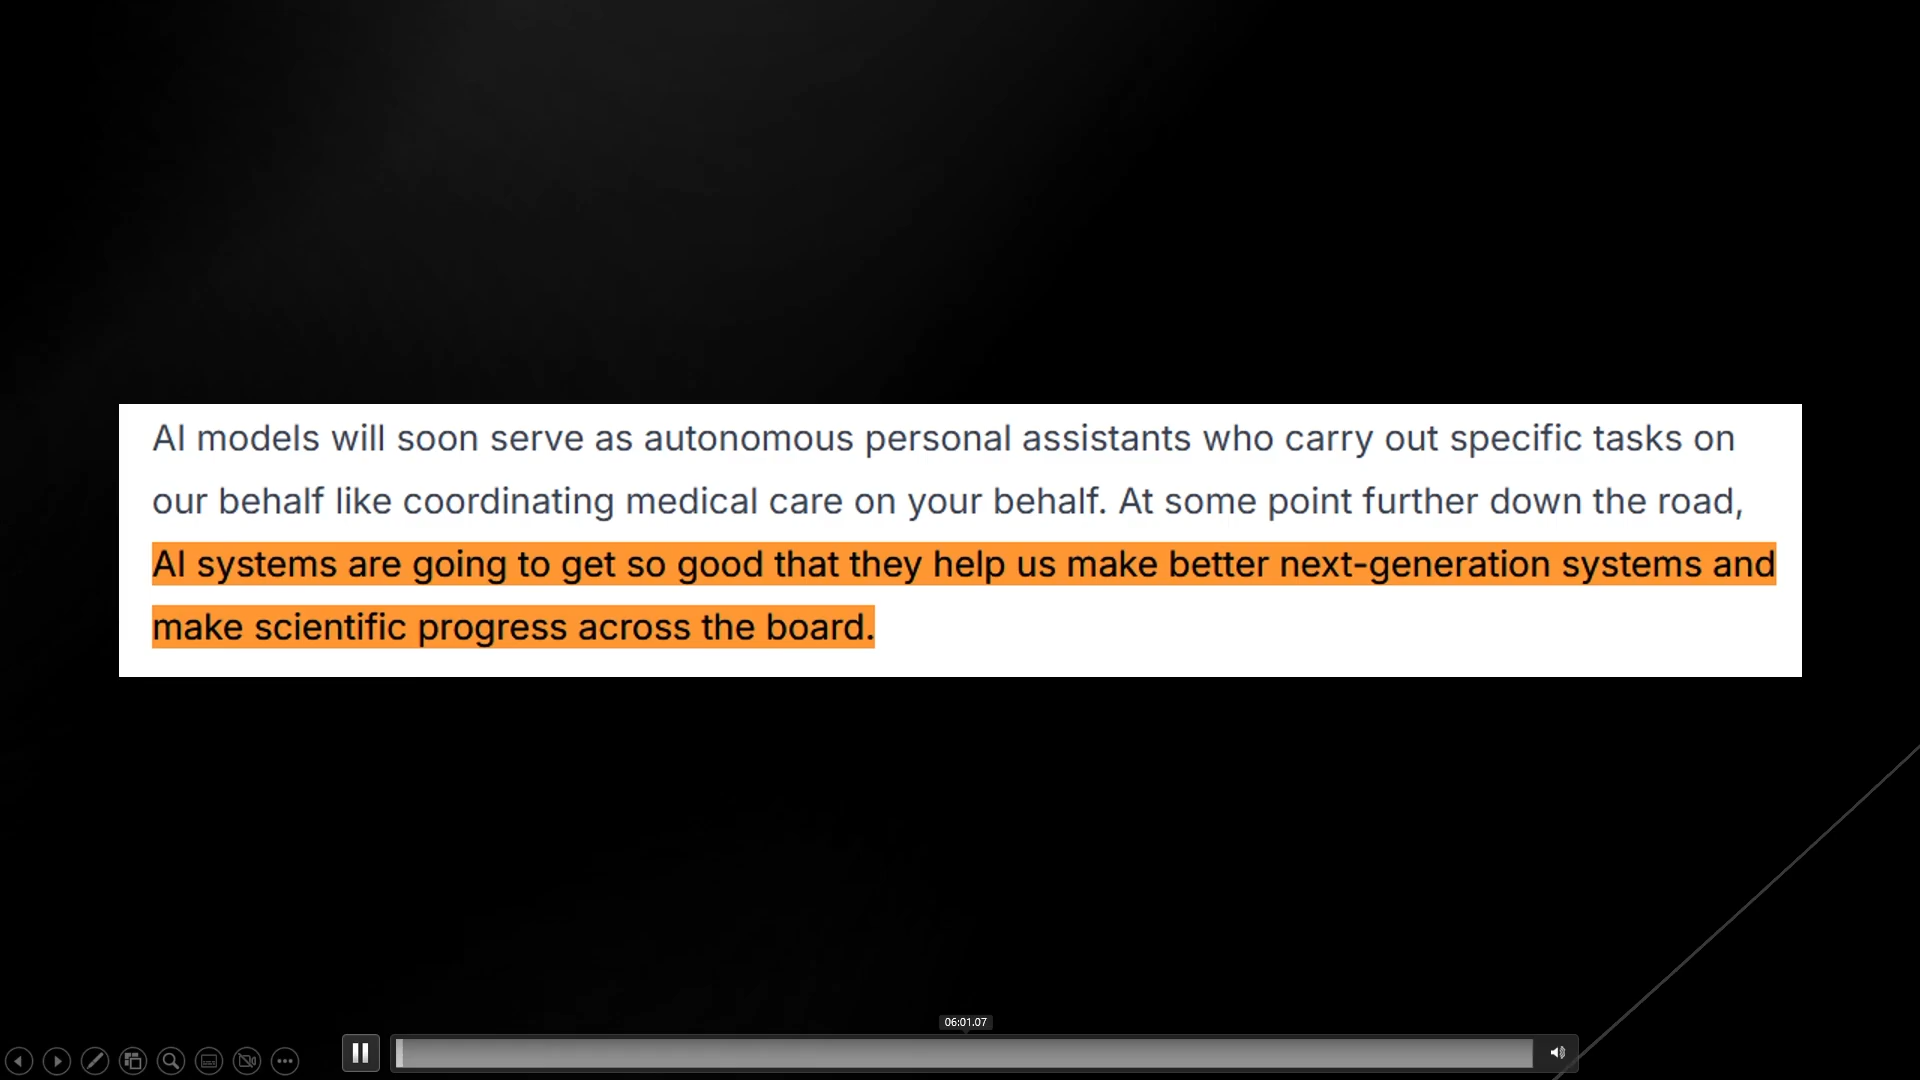 AI models will soon serve as autonomous personal assistants who carry out specific tasks on
our behalf like coordinating medical care on your behalf. At some point further down the road,
AI systems are going to get so good that they help us make better next-generation systems and
make scientific progress across the board.
06:01.07